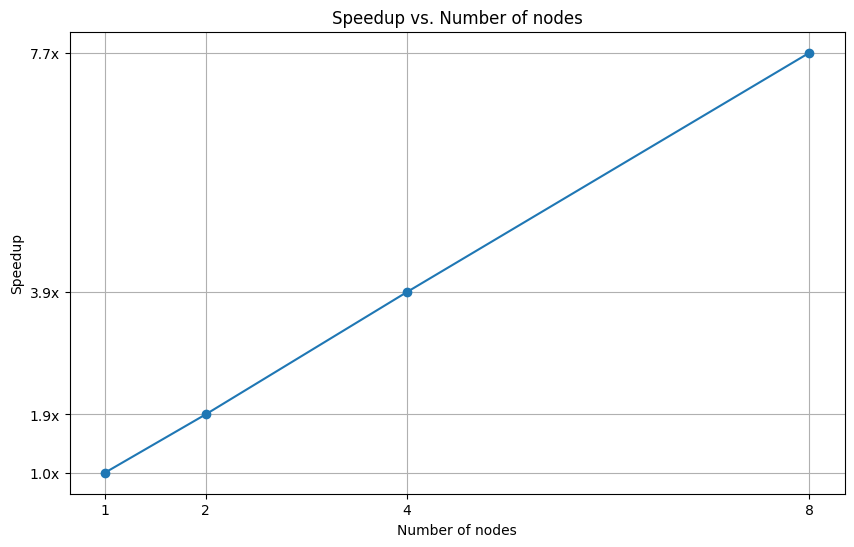 Speedup vs. Number of nodes
Speedup
7.7x
3.9x
1.9x
1.0x
1 2 4 8
Number of nodes